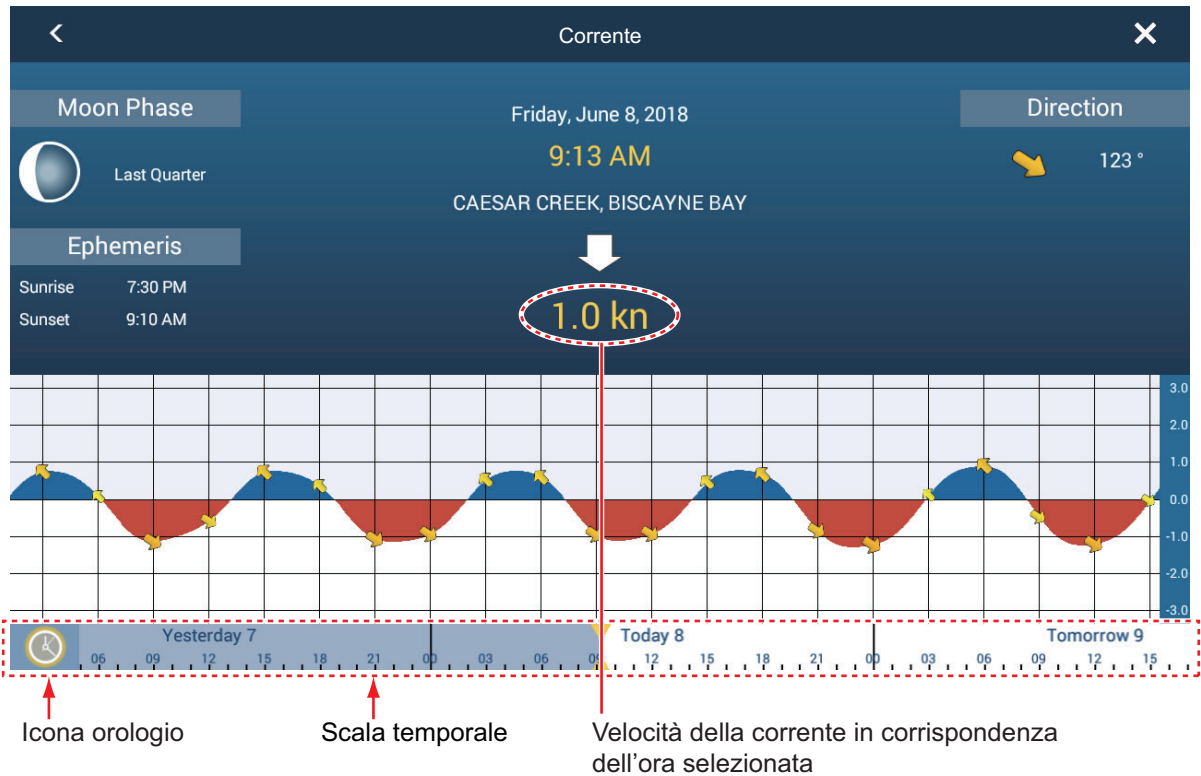 Corrente
Moon Phase
Last Quarter
Ephemeris
Sunrise 7:30 PM
Sunset 9:10 AM
Friday, June 8, 2018
9:13 AM
CAESAR CREEK, BISCAYNE BAY
1.0 kn
Direction
123 °
3.0
2.0
1.0
0.0
-1.0
-2.0
-3.0
Yesterday 7 Today 8 Tomorrow 9
06 09 12 15 18 21 00 03 06 09 12 15 18 21 00 03 06 09 12 15
Icona orologio
Scala temporale
Velocità della corrente in corrispondenza
dell'ora selezionata